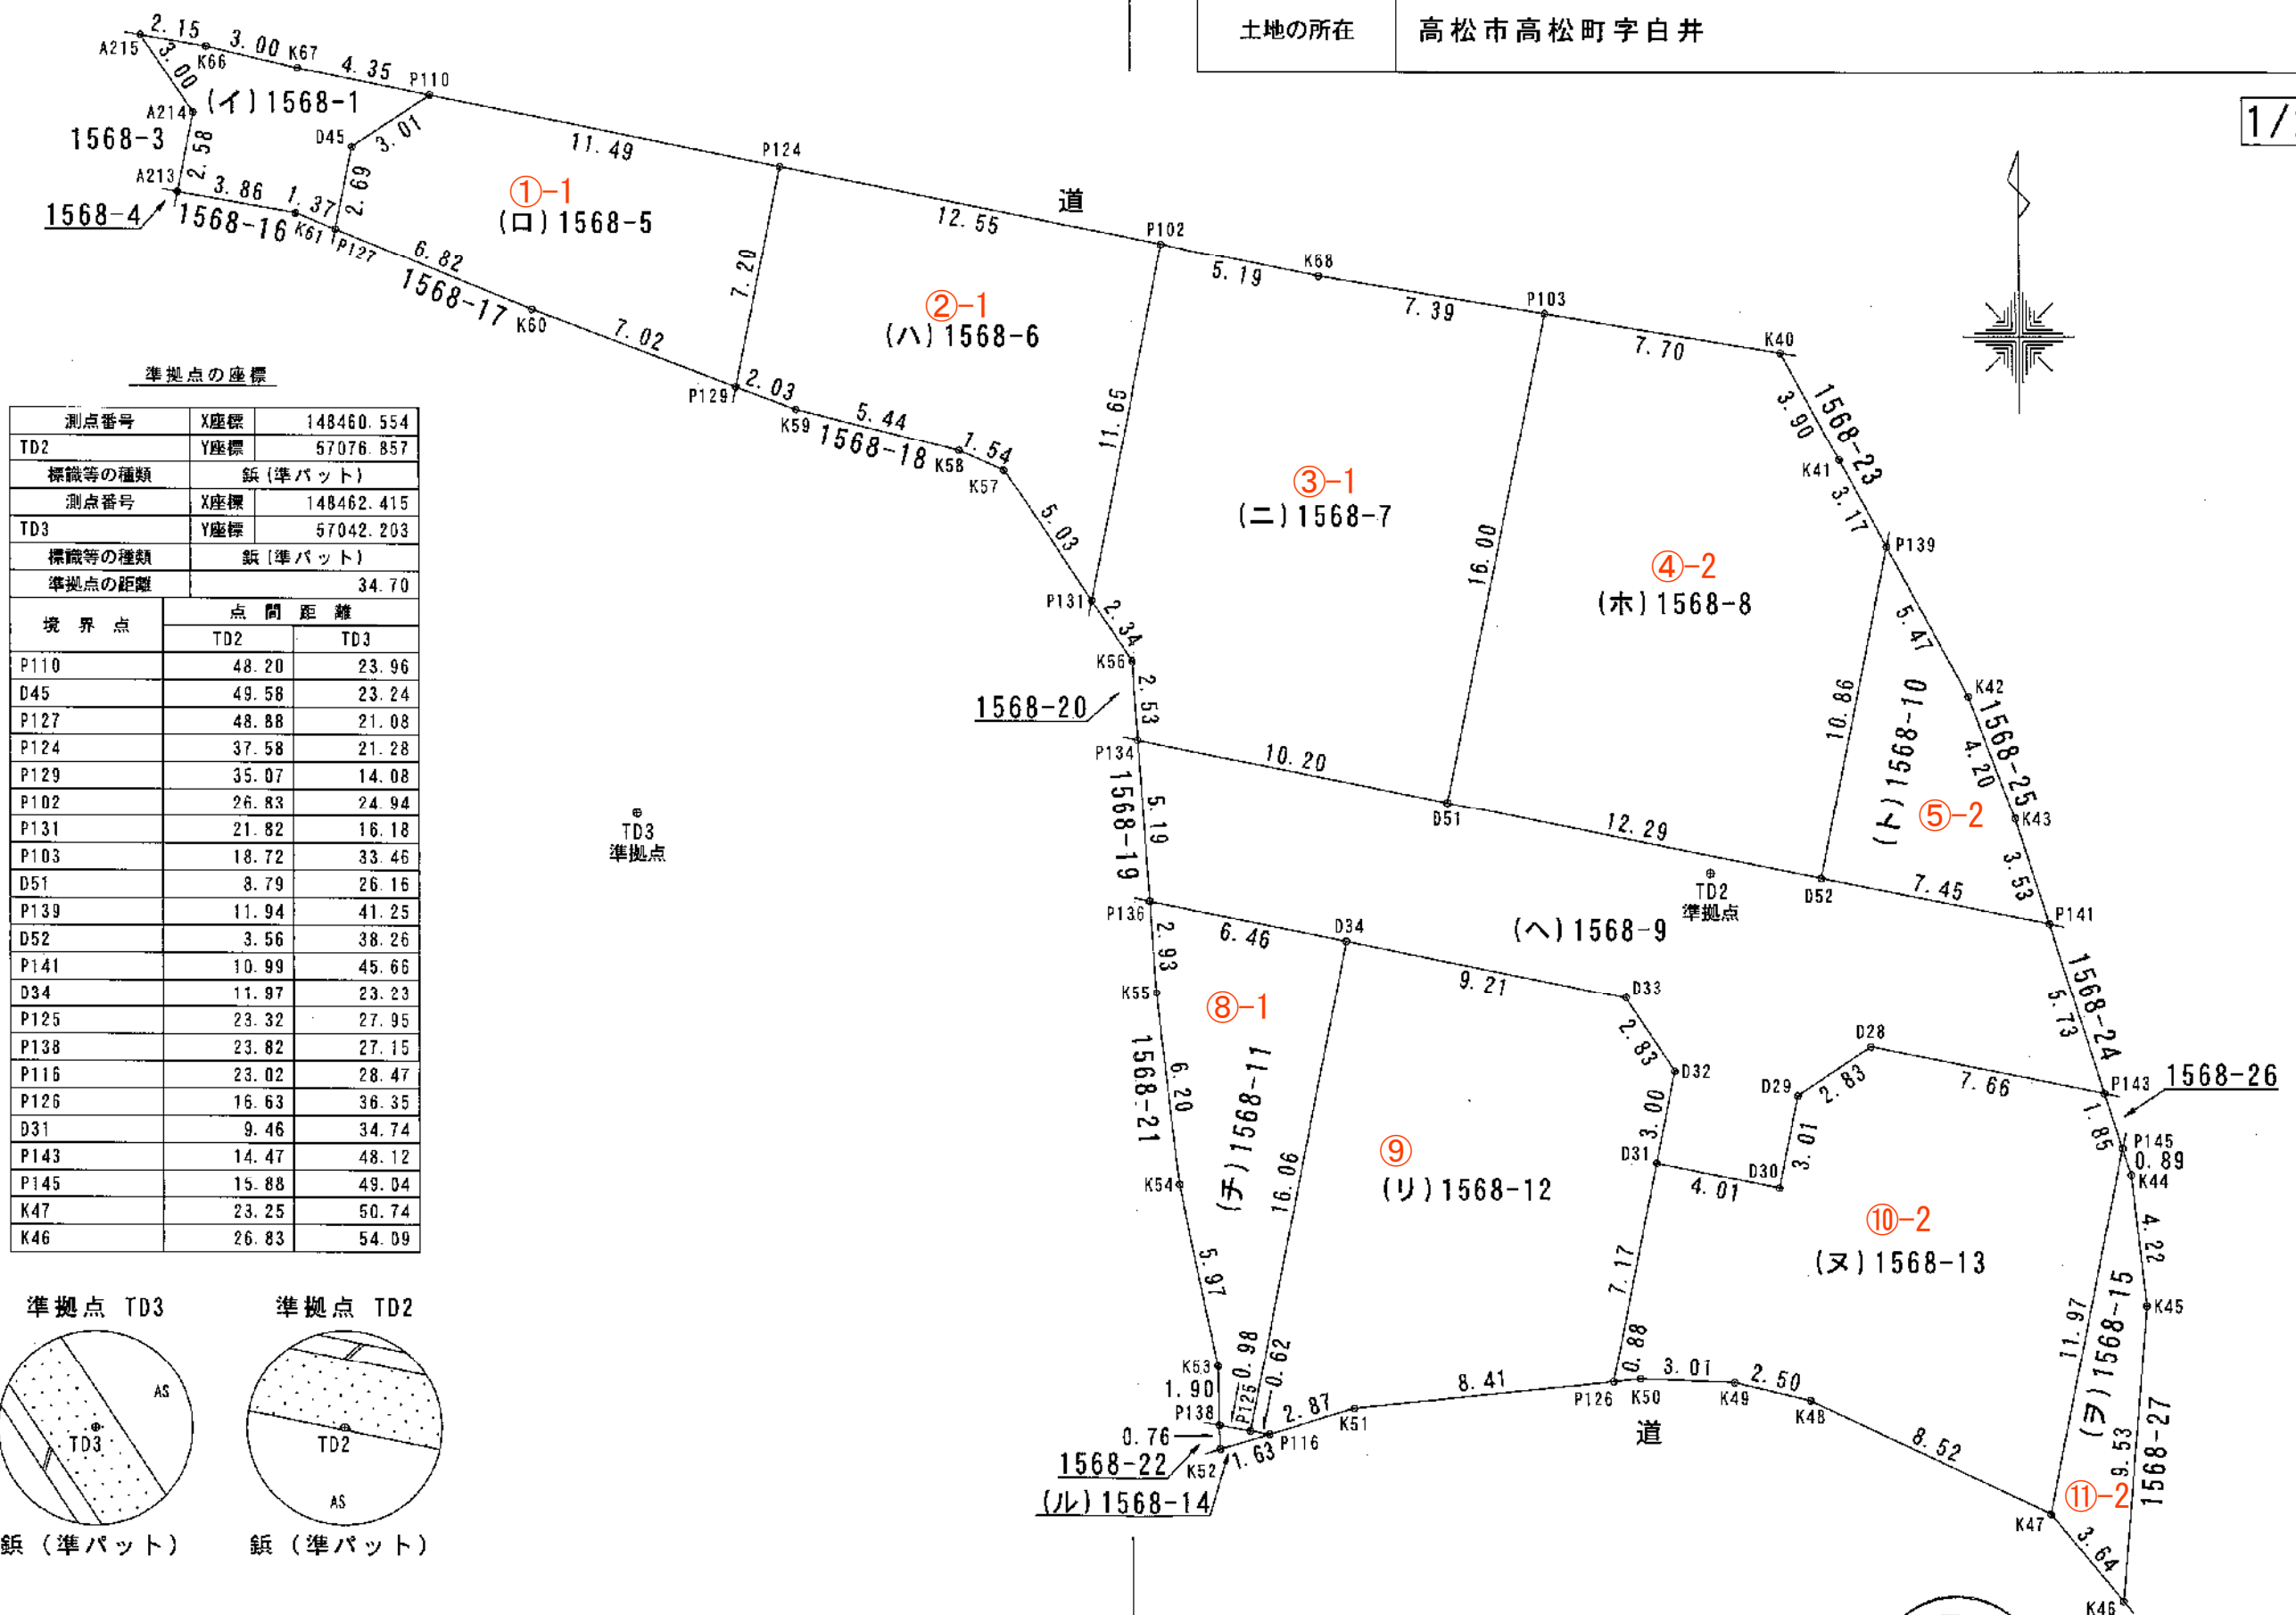 土地の所在 高松市高松町字白井
1/
A215 2.15 K66 3.00 K67 4.35 P110
3.00
A214 (イ)1568-1
1568-3 2.58
D45 3.01
11.49
P124
A213 3.86 1.37 2.69
1568-4 1568-16 K61 P127
①-1
(ロ)1568-5
6.82
1568-17 K60
7.02
7.20
12.55
道
P102
5.19
K68
7.39
P103
7.70
K40
②-1
(ハ)1568-6
P129 2.03
K59 5.44
1568-18 K58 1.54
K57
5.03
11.66
3.90
1568-23
K41
3.17
P139
③-1
(ニ)1568-7
16.00
④-2
(ホ)1568-8
P131 2.34
K56
2.53
1568-20
5.47
K42
10.86
(ト)1568-10
⑤-2
1568-25
4.20
K43
3.53
P134 10.20
D51
12.29
D52
7.45
P141
1568-19
5.19
TD3
準拠点
TD2
準拠点
P136 6.46 D34
(ヘ)1568-9
2.93
K55
⑧-1
9.21
D33
2.83
D32
3.00
D31
4.01
D30
3.01
D29
2.83
D28
7.66
P143
1568-24
5.73
1568-26
1.85
P145
0.89
K44
1568-21
6.20
K54
(チ)1568-11
16.06
⑨
(リ)1568-12
7.17
⑩-2
(ヌ)1568-13
4.22
K45
11.97
(ヲ)1568-15
5.97
K53
1.90
P138
0.98
P125
0.62
0.76
1568-22
K52
1.63
P116
(ル)1568-14
2.87
K51
8.41
P126
0.88
K50
3.01
K49
2.50
K48
道
8.52
K47
⑪-2
9.53
1568-27
3.64
K46
準拠点の座標
測点番号 X座標 148460.554
TD2 Y座標 57076.857
標識等の種類 鋲(準パット)
測点番号 X座標 148462.415
TD3 Y座標 57042.203
標識等の種類 鋲(準パット)
準拠点の距離 34.70
境界点 点間距離
TD2 TD3
P110 48.20 23.96
D45 49.58 23.24
P127 48.88 21.08
P124 37.58 21.28
P129 35.07 14.08
P102 26.83 24.94
P131 21.82 16.18
P103 18.72 33.46
D51 8.79 26.16
P139 11.94 41.25
D52 3.56 38.26
P141 10.99 45.66
D34 11.97 23.23
P125 23.32 27.95
P138 23.82 27.15
P116 23.02 28.47
P126 16.63 36.35
D31 9.46 34.74
P143 14.47 48.12
P145 15.88 49.04
K47 23.25 50.74
K46 26.83 54.09
準拠点 TD3 準拠点 TD2
AS
TD3
TD2
AS
鋲(準パット) 鋲(準パット)